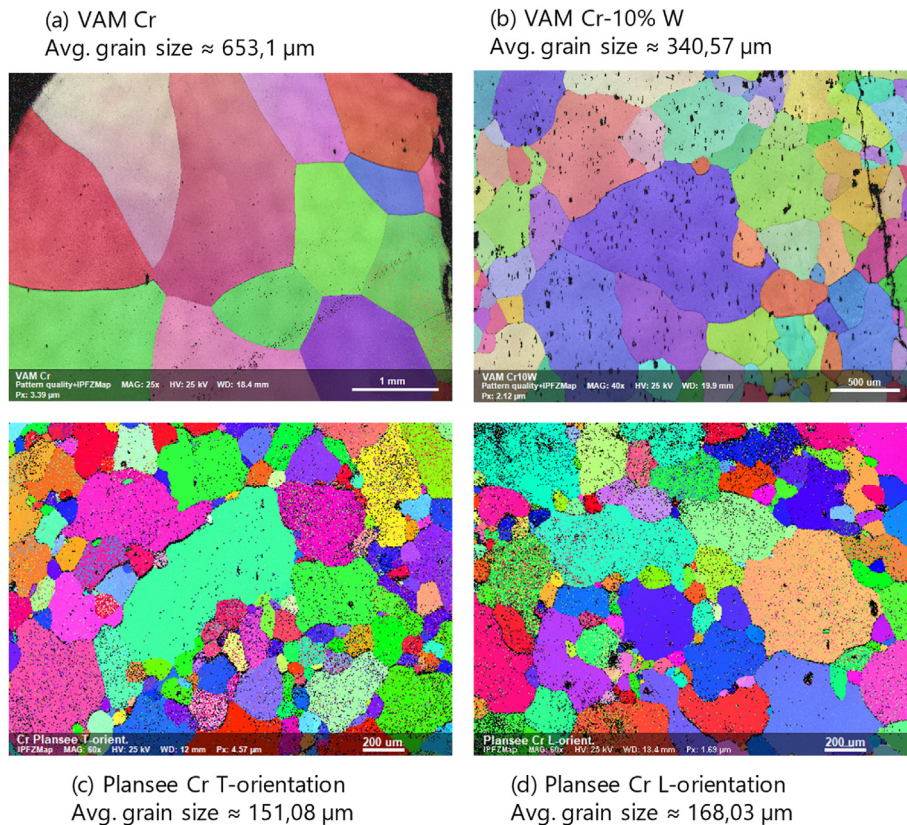 (a) VAM Cr
Avg. grain size ≈ 653,1 µm
(b) VAM Cr-10% W
Avg. grain size ≈ 340,57 µm
VAM Cr
Pattern quality+IPFZMap MAG: 25x HV: 25 kV WD: 18.4 mm
Px: 3.39 µm
1 mm
VAM Cr10W
Pattern quality+IPFZMap MAG: 40x HV: 25 kV WD: 19.9 mm
Px: 2.12 µm
500 um
Cr Plansee T-orient.
IPFZMap MAG: 60x HV: 25 kV WD: 12 mm Px: 4.57 µm
200 um
Plansee Cr L-orient.
IPFZMap MAG: 60x HV: 25 kV WD: 13.4 mm Px: 1.69 µm
200 um
(c) Plansee Cr T-orientation
Avg. grain size ≈ 151,08 µm
(d) Plansee Cr L-orientation
Avg. grain size ≈ 168,03 µm